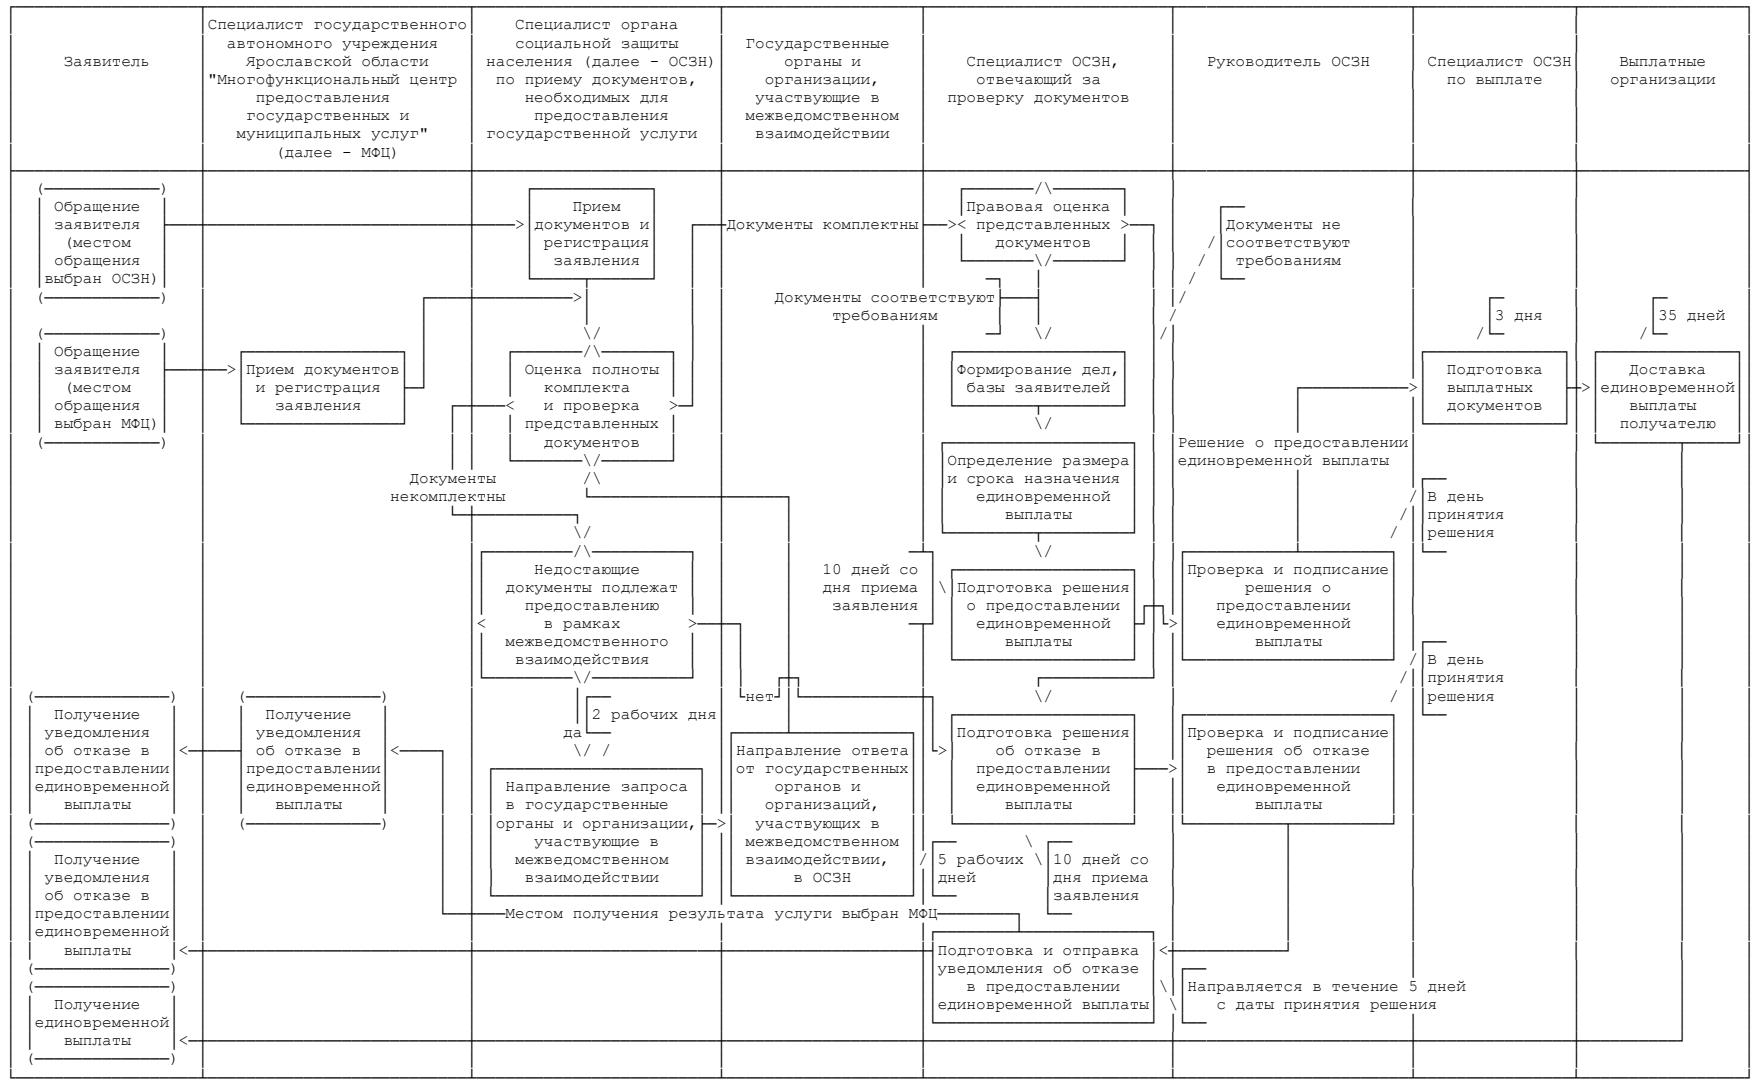 Заявитель
Специалист государственного
автономного учреждения
Ярославской области
"Многофункциональный центр
предоставления
государственных и
муниципальных услуг"
(далее - МФЦ)
Специалист органа
социальной защиты
населения (далее - ОСЗН)
по приему документов,
необходимых для
предоставления
государственной услуги
Государственные
органы и
организации,
участвующие в
межведомственном
взаимодействии
Специалист ОСЗН,
отвечающий за
проверку документов
Руководитель ОСЗН
Специалист ОСЗН
по выплате
Выплатные
организации
Обращение
заявителя
(местом
обращения
выбран ОСЗН)
Прием
документов и
регистрация
заявления
Документы комплектны
Правовая оценка
представленных
документов
Документы не
соответствуют
требованиям
Документы соответствуют
требованиям
3 дня
35 дней
Обращение
заявителя
(местом
обращения
выбран МФЦ)
Прием документов
и регистрация
заявления
Оценка полноты
комплекта
и проверка
представленных
документов
Формирование дел,
базы заявителей
Подготовка
выплатных
документов
Доставка
единовременной
выплаты
получателю
Решение о предоставлении
единовременной выплаты
Документы
некомплектны
Определение размера
и срока назначения
единовременной
выплаты
В день
принятия
решения
Недостающие
документы подлежат
предоставлению
в рамках
межведомственного
взаимодействия
10 дней со
дня приема
заявления
Подготовка решения
о предоставлении
единовременной
выплаты
Проверка и подписание
решения о
предоставлении
единовременной
выплаты
В день
принятия
решения
нет
2 рабочих дня
да
Получение
уведомления
об отказе в
предоставлении
единовременной
выплаты
Получение
уведомления
об отказе в
предоставлении
единовременной
выплаты
Направление запроса
в государственные
органы и организации,
участвующие в
межведомственном
взаимодействии
Направление ответа
от государственных
органов и
организаций,
участвующих в
межведомственном
взаимодействии,
в ОСЗН
Подготовка решения
об отказе в
предоставлении
единовременной
выплаты
Проверка и подписание
решения об отказе
в предоставлении
единовременной
выплаты
5 рабочих
дней
10 дней со
дня приема
заявления
Получение
уведомления
об отказе в
предоставлении
единовременной
выплаты
Местом получения результата услуги выбран МФЦ
Подготовка и отправка
уведомления об отказе
в предоставлении
единовременной выплаты
Направляется в течение 5 дней
с даты принятия решения
Получение
единовременной
выплаты